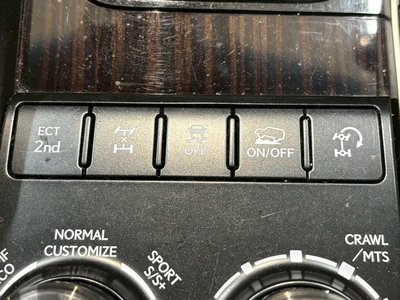 ECT
2nd
OFF
ON/OFF
NORMAL
CUSTOMIZE
SPORT
S/S+
CRAWL
/MTS